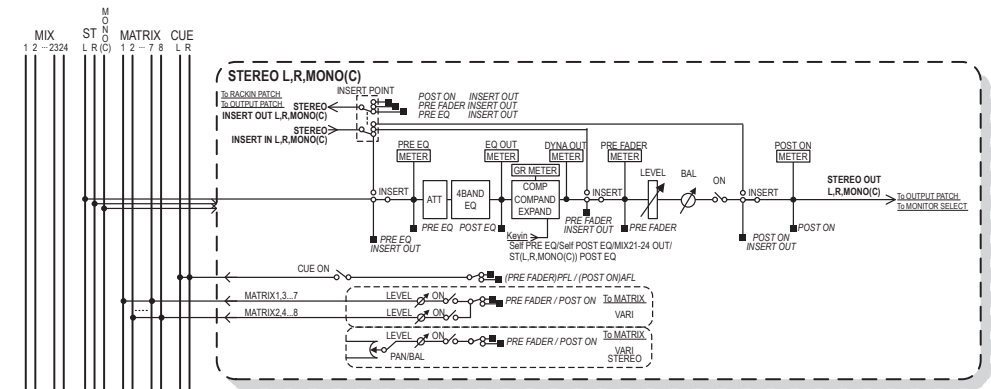 MIX
1 2 ··· 2324
ST
L R
MONO
(C)
MATRIX
1 2 ··· 7 8
CUE
L R
STEREO L,R,MONO(C)
To RACKIN PATCH
To OUTPUT PATCH
STEREO
INSERT OUT L,R,MONO(C)
STEREO
INSERT IN L,R,MONO(C)
INSERT POINT
POST ON INSERT OUT
PRE FADER INSERT OUT
PRE EQ INSERT OUT
INSERT
PRE EQ
INSERT OUT
PRE EQ
METER
PRE EQ
ATT
4BAND
EQ
EQ OUT
METER
POST EQ
GR METER
COMP
COMPAND
EXPAND
Keyin
Self PRE EQ/Self POST EQ/MIX21-24 OUT/
ST(L,R,MONO(C)) POST EQ
DYNA OUT
METER
INSERT
PRE FADER
INSERT OUT
PRE FADER
METER
PRE FADER
LEVEL
BAL
ON
INSERT
POST ON
INSERT OUT
POST ON
METER
POST ON
STEREO OUT
L,R,MONO(C)
To OUTPUT PATCH
To MONITOR SELECT
CUE ON
(PRE FADER)PFL / (POST ON)AFL
MATRIX1,3...7
LEVEL
ON
MATRIX2,4...8
LEVEL
ON
PRE FADER / POST ON
To MATRIX
VARI
LEVEL
ON
PAN/BAL
PRE FADER / POST ON
To MATRIX
VARI
STEREO